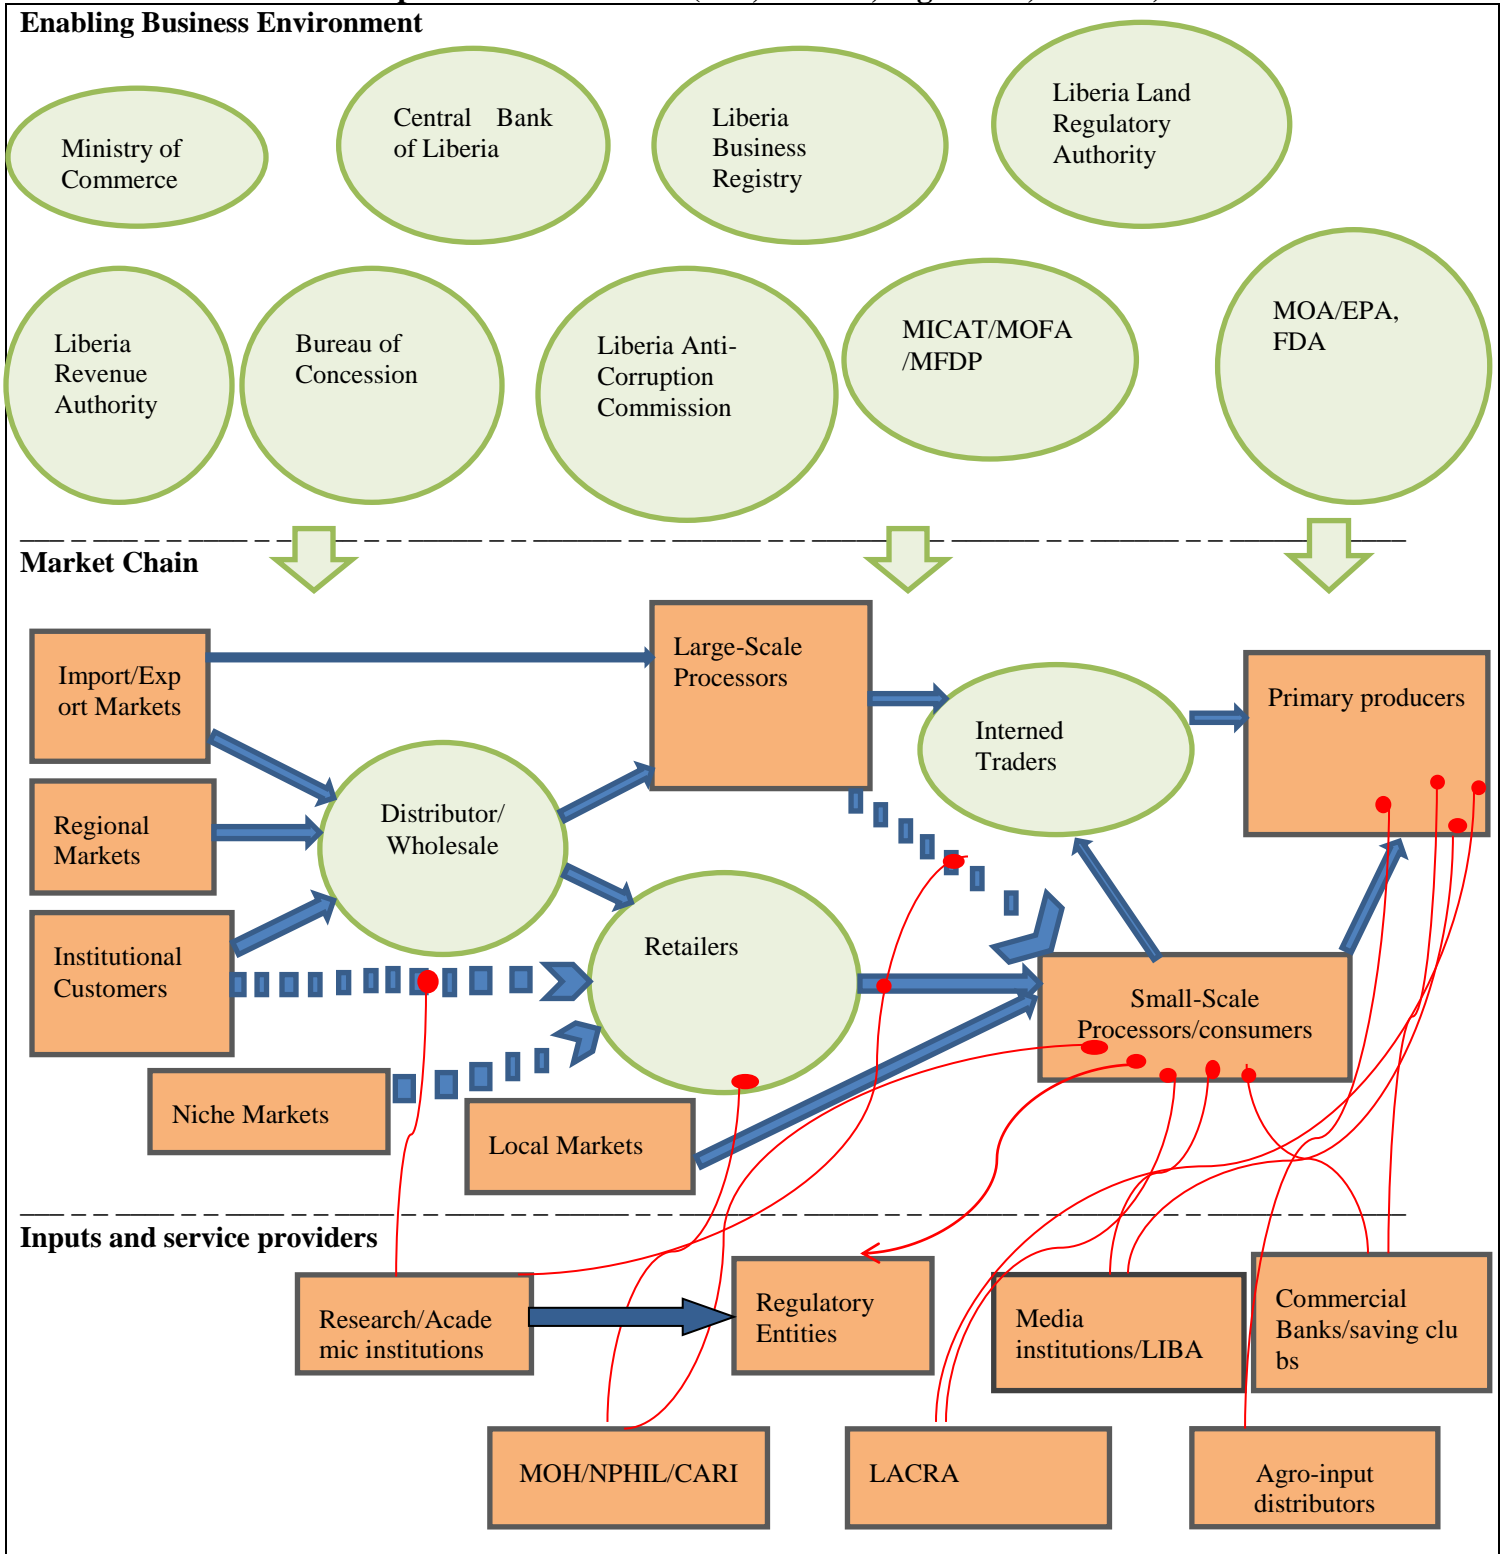 Enabling Business Environment
Ministry of
Commerce
Central Bank
of Liberia
Liberia
Business
Registry
Liberia Land
Regulatory
Authority
Liberia
Revenue
Authority
Bureau of
Concession
Liberia Anti-
Corruption
Commission
MICAT/MOFA
/MFDP
MOA/EPA,
FDA
Market Chain
Import/Exp
ort Markets
Large-Scale
Processors
Interned
Traders
Primary producers
Regional
Markets
Distributor/
Wholesale
Institutional
Customers
Retailers
Small-Scale
Processors/consumers
Niche Markets
Local Markets
Inputs and service providers
Research/Acade
mic institutions
Regulatory
Entities
Media
institutions/LIBA
Commercial
Banks/saving clu
bs
MOH/NPHIL/CARI
LACRA
Agro-input
distributors